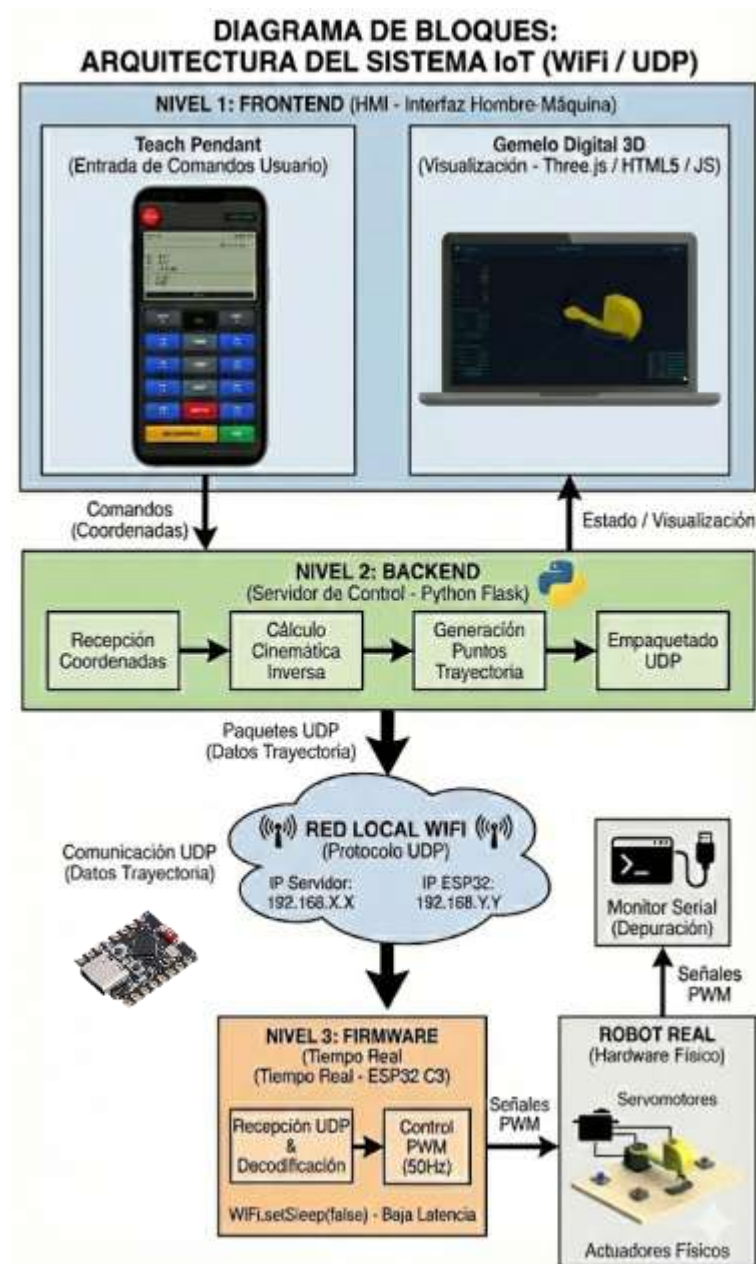 DIAGRAMA DE BLOQUES:
ARQUITECTURA DEL SISTEMA IoT (WiFi / UDP)
NIVEL 1: FRONTEND (HMI - Interfaz Hombre-Máquina)
Teach Pendant
(Entrada de Comandos Usuario)
Gemelo Digital 3D
(Visualización - Three.js / HTML5 / JS)
Comandos
(Coordenadas)
Estado / Visualización
NIVEL 2: BACKEND
(Servidor de Control - Python Flask)
Recepción
Coordenadas
Cálculo
Cinemática
Inversa
Generación
Puntos
Trayectoria
Empaquetado
UDP
Paquetes UDP
(Datos Trayectoria)
RED LOCAL WIFI
(Protocolo UDP)
IP Servidor:
192.168.X.X
IP ESP32:
192.168.Y.Y
Comunicación UDP
(Datos Trayectoria)
Monitor Serial
(Depuración)
Señales
PWM
NIVEL 3: FIRMWARE
(Tiempo Real
(Tiempo Real - ESP32 C3)
Recepción UDP
&
Decodificación
Control
PWM
(50Hz)
WiFi.setSleep(false) - Baja Latencia
Señales
PWM
ROBOT REAL
(Hardware Físico)
Servomotores
Actuadores Físicos